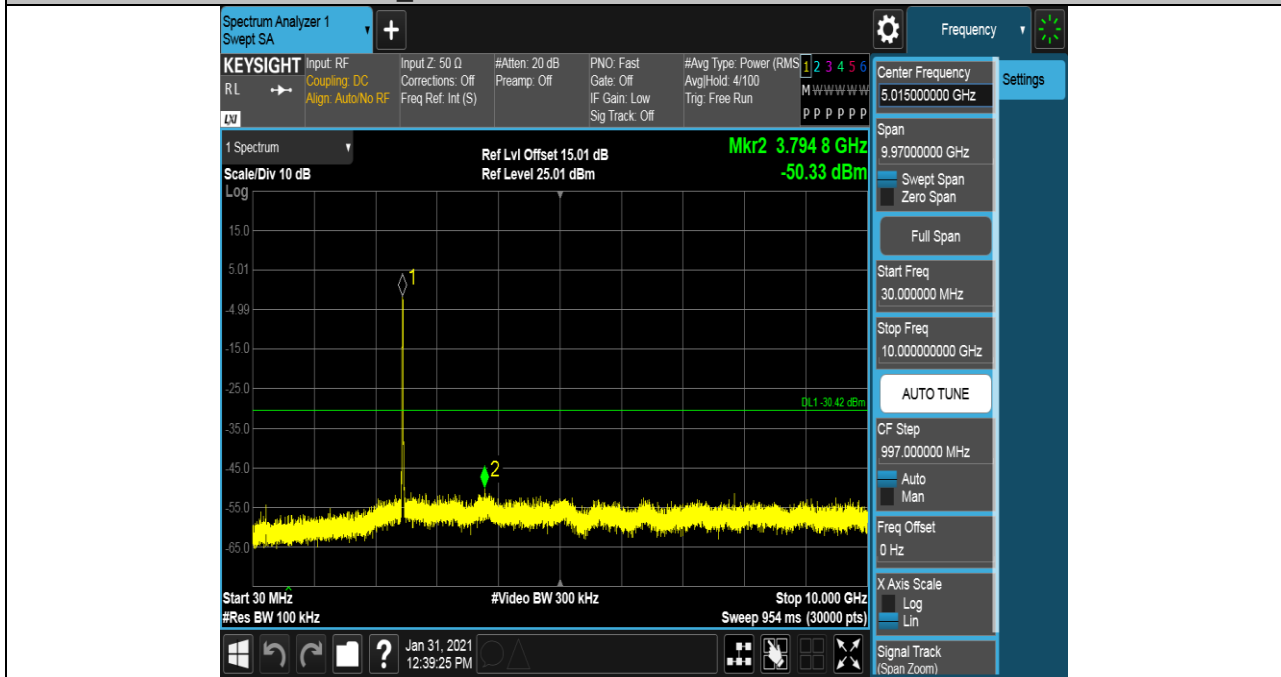 Spectrum Analyzer 1
Swept SA
+
Frequency
KEYSIGHT
RL
LXI
Input: RF
Coupling: DC
Align: Auto/No RF
Input Z: 50 Ω
Corrections: Off
Freq Ref: Int (S)
#Atten: 20 dB
Preamp: Off
PNO: Fast
Gate: Off
IF Gain: Low
Sig Track: Off
#Avg Type: Power (RMS
Avg|Hold: 4/100
Trig: Free Run
1 2 3 4 5 6
M W W W W W
P P P P P P
1 Spectrum
Scale/Div 10 dB
Log
Ref Lvl Offset 15.01 dB
Ref Level 25.01 dBm
Mkr2 3.794 8 GHz
-50.33 dBm
15.0
5.01
-4.99
-15.0
-25.0
-35.0
-45.0
-55.0
-65.0
1
2
DL1 -30.42 dBm
Start 30 MHz
#Res BW 100 kHz
#Video BW 300 kHz
Stop 10.000 GHz
Sweep 954 ms (30000 pts)
?
Jan 31, 2021
12:39:25 PM
Center Frequency
5.015000000 GHz
Settings
Span
9.97000000 GHz
Swept Span
Zero Span
Full Span
Start Freq
30.000000 MHz
Stop Freq
10.000000000 GHz
AUTO TUNE
CF Step
997.000000 MHz
Auto
Man
Freq Offset
0 Hz
X Axis Scale
Log
Lin
Signal Track
(Span Zoom)